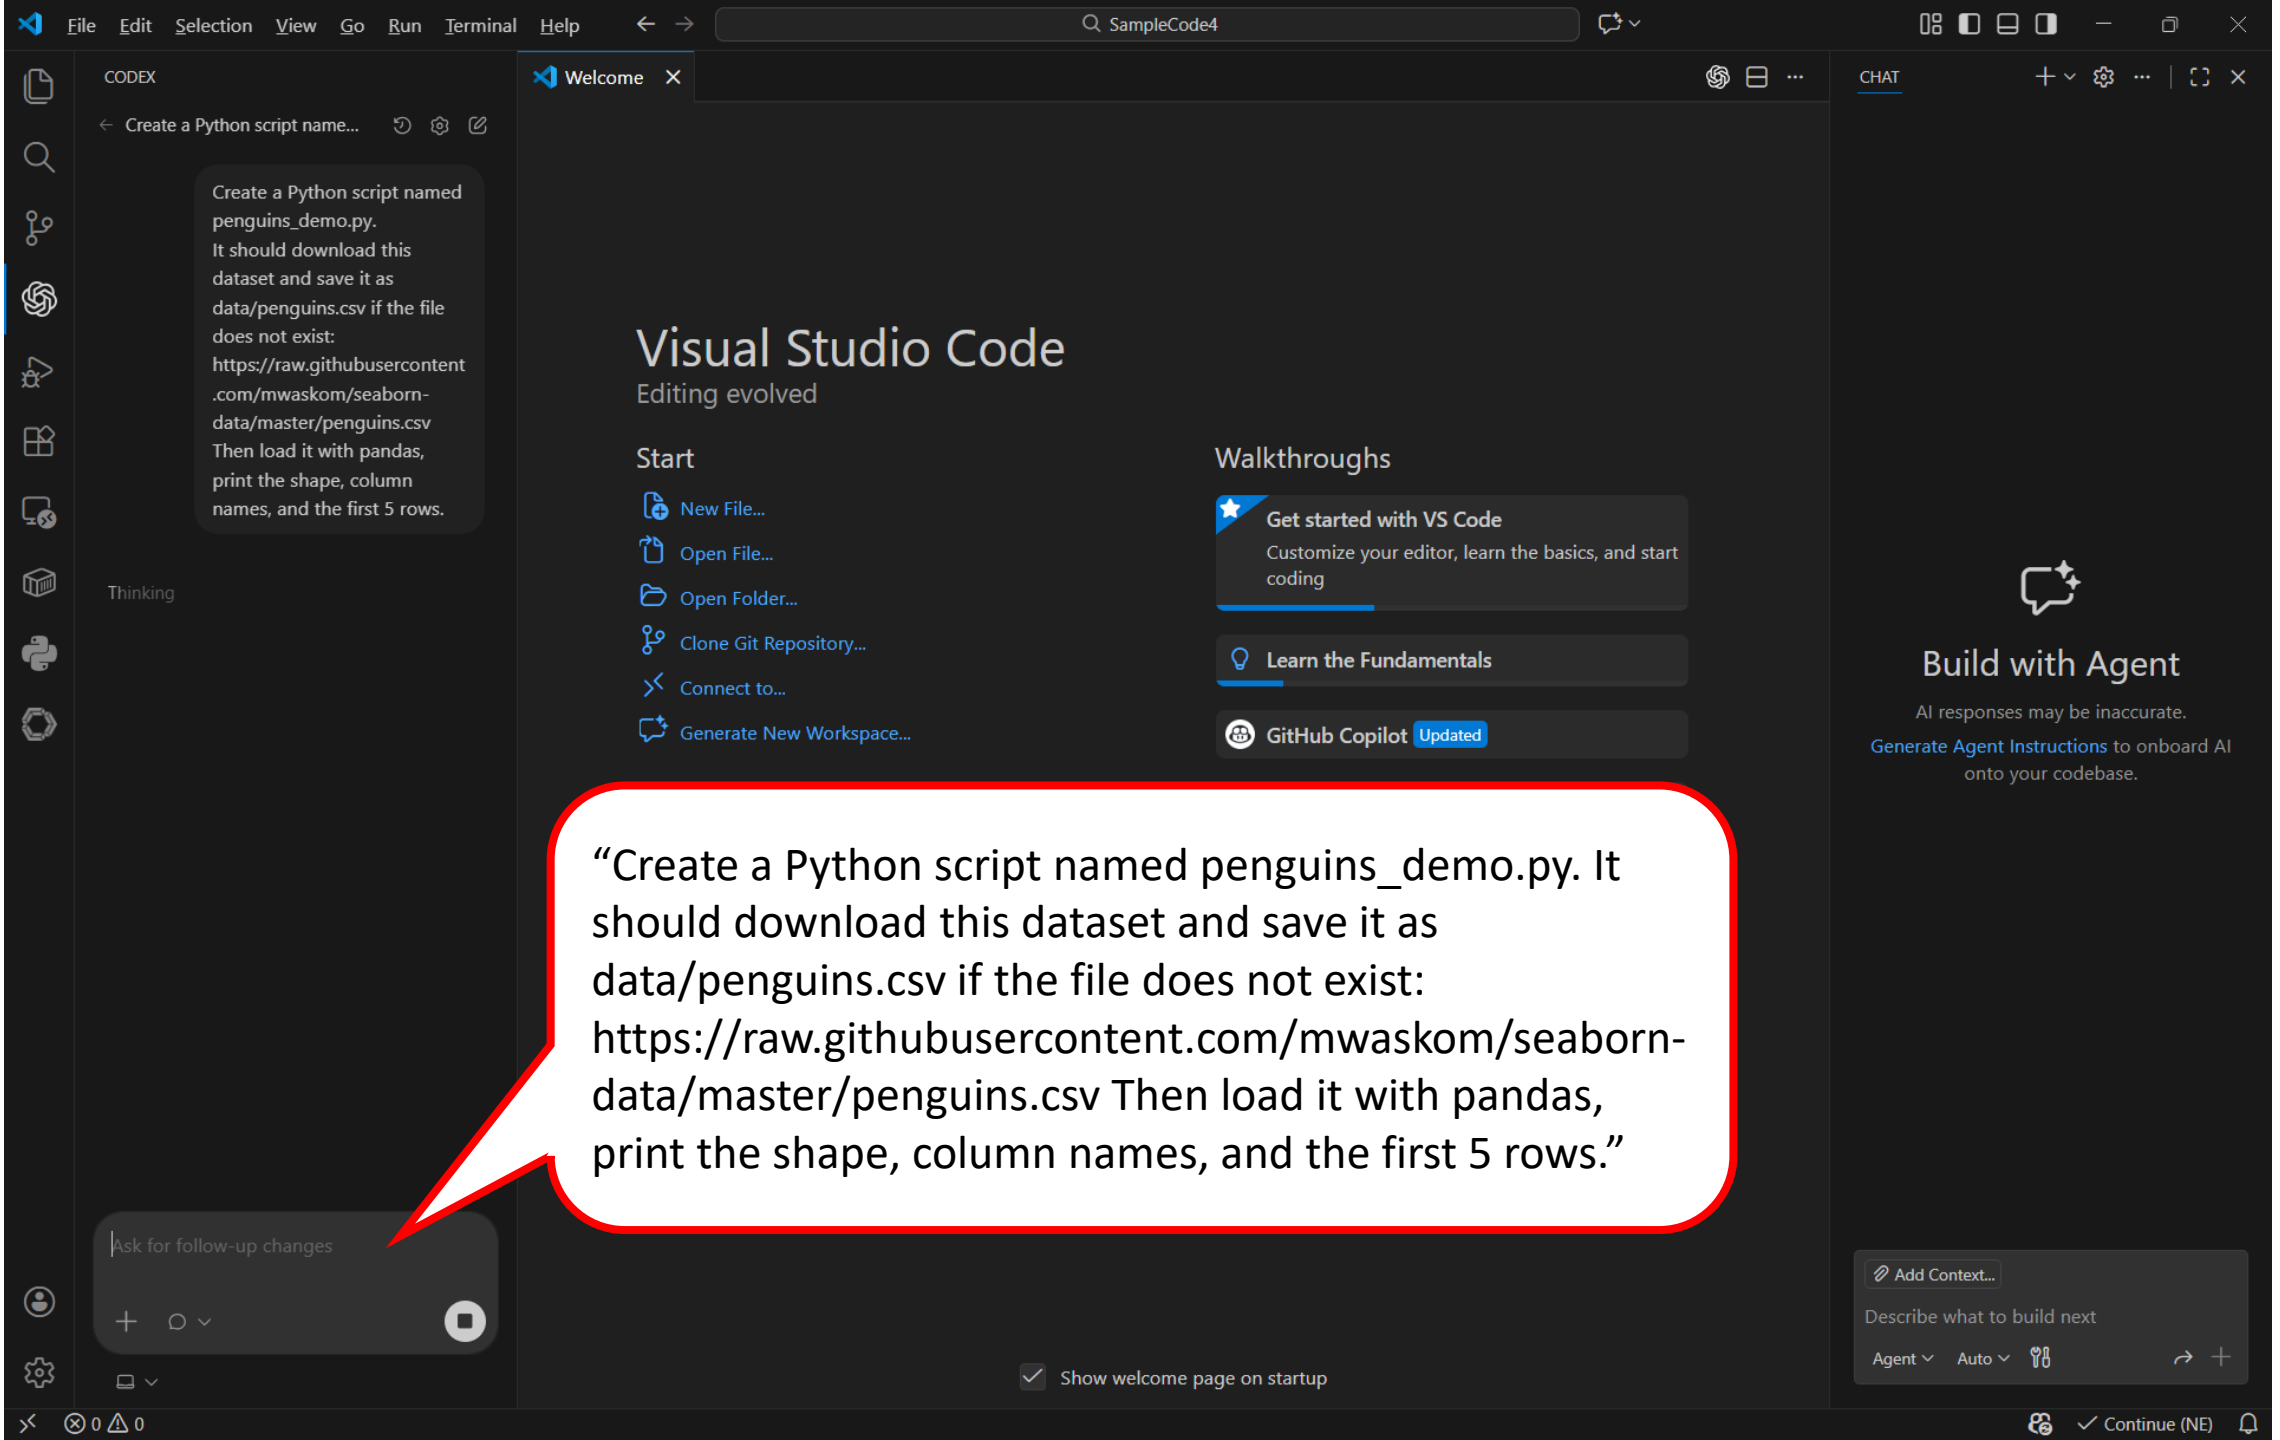 File Edit Selection View Go Run Terminal Help
SampleCode4
CODEX
Create a Python script name...
Create a Python script named
penguins_demo.py.
It should download this
dataset and save it as
data/penguins.csv if the file
does not exist:
https://raw.githubusercontent
.com/mwaskom/seaborn-
data/master/penguins.csv
Then load it with pandas,
print the shape, column
names, and the first 5 rows.
Thinking
Ask for follow-up changes
Welcome
Visual Studio Code
Editing evolved
Start
New File...
Open File...
Open Folder...
Clone Git Repository...
Connect to...
Generate New Workspace...
Walkthroughs
Get started with VS Code
Customize your editor, learn the basics, and start
coding
Learn the Fundamentals
GitHub Copilot Updated
“Create a Python script named penguins_demo.py. It
should download this dataset and save it as
data/penguins.csv if the file does not exist:
https://raw.githubusercontent.com/mwaskom/seaborn-
data/master/penguins.csv Then load it with pandas,
print the shape, column names, and the first 5 rows.”
Show welcome page on startup
CHAT
Build with Agent
AI responses may be inaccurate.
Generate Agent Instructions to onboard AI
onto your codebase.
Add Context...
Describe what to build next
Agent Auto
0 0
Continue (NE)